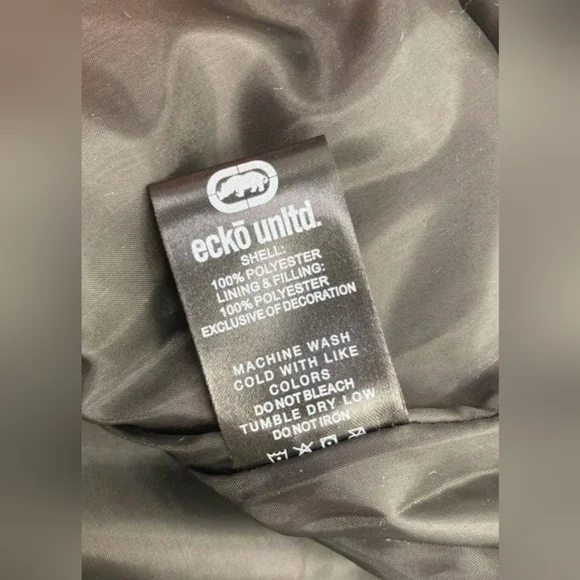 eckō unltd.
SHELL:
100% POLYESTER
LINING & FILLING:
100% POLYESTER
EXCLUSIVE OF DECORATION
MACHINE WASH
COLD WITH LIKE
COLORS
DO NOT BLEACH
TUMBLE DRY LOW
DO NOT IRON